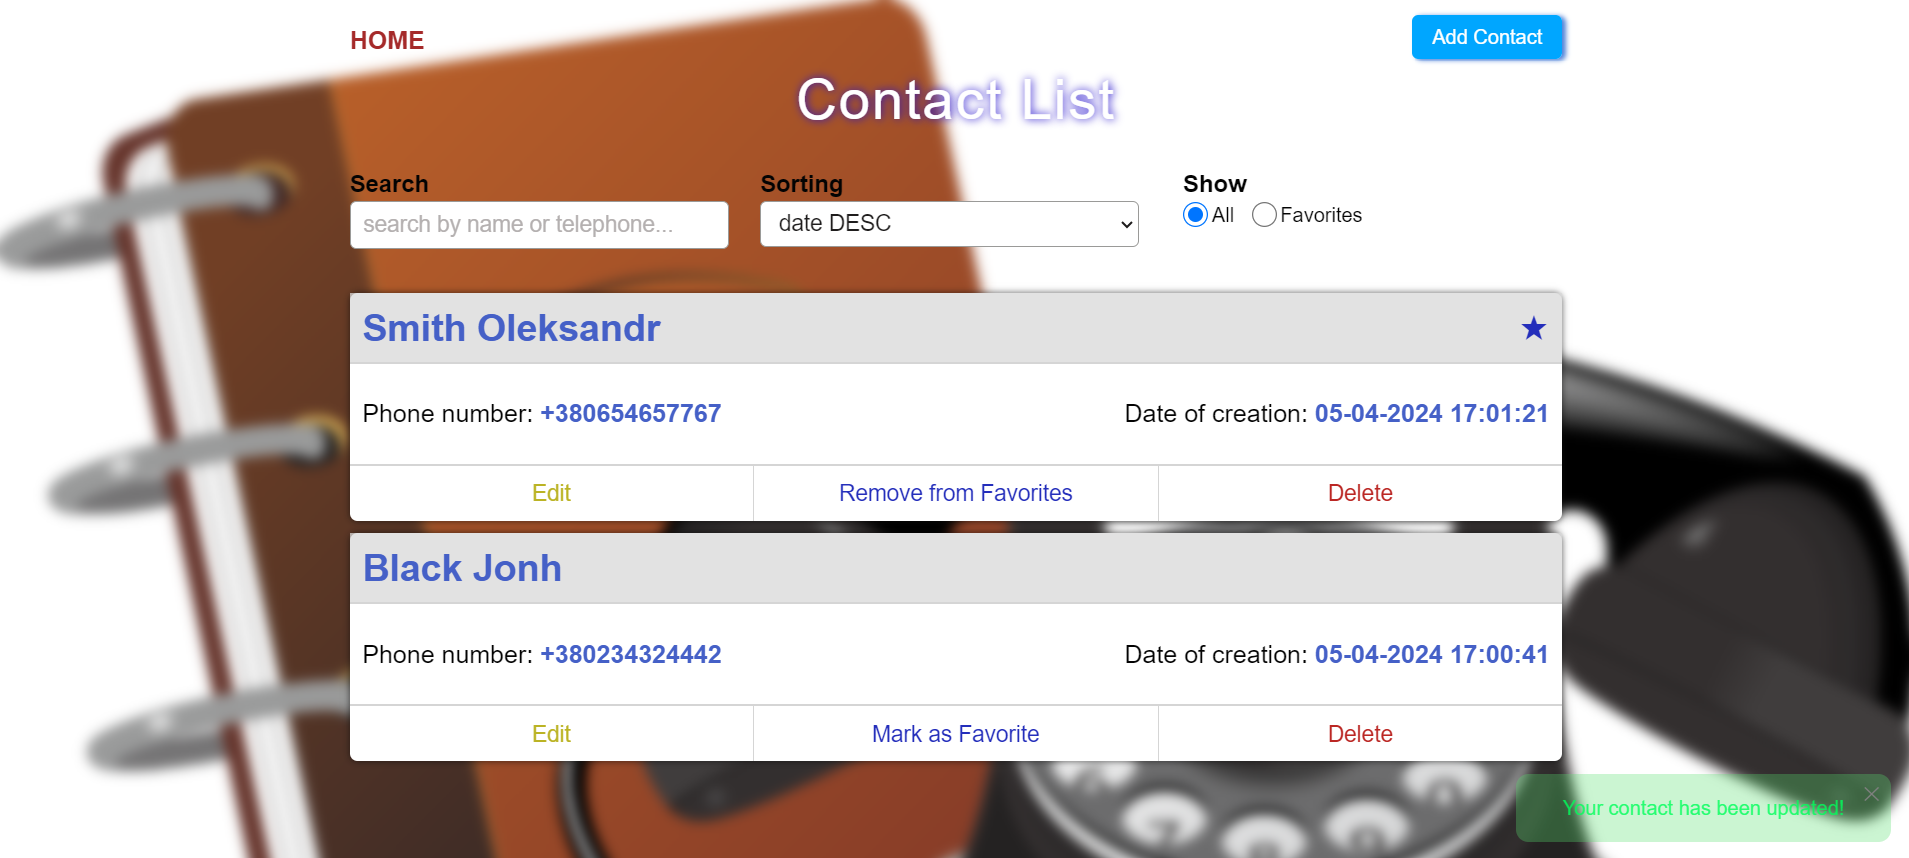 HOME
Add Contact
Contact List
Search
Sorting
Show
search by name or telephone...
date DESC
All
Favorites
Smith Oleksandr
★
Phone number: +380654657767
Date of creation: 05-04-2024 17:01:21
Edit
Remove from Favorites
Delete
Black Jonh
Phone number: +380234324442
Date of creation: 05-04-2024 17:00:41
Edit
Mark as Favorite
Delete
Your contact has been updated!